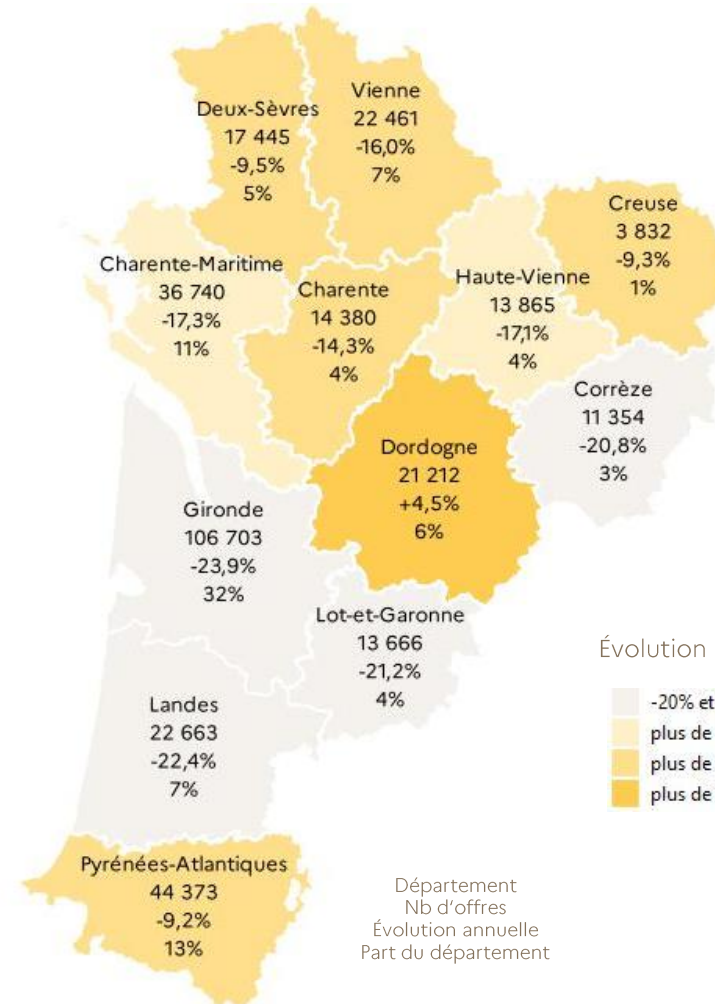 Vienne
22 461
-16,0%
7%
Deux-Sèvres
17 445
-9,5%
5%
Creuse
3 832
-9,3%
1%
Charente-Maritime
36 740
-17,3%
11%
Charente
14 380
-14,3%
4%
Haute-Vienne
13 865
-17,1%
4%
Corrèze
11 354
-20,8%
3%
Dordogne
21 212
+4,5%
6%
Gironde
106 703
-23,9%
32%
Lot-et-Garonne
13 666
-21,2%
4%
Landes
22 663
-22,4%
7%
Pyrénées-Atlantiques
44 373
-9,2%
13%
Évolution
-20% et
plus de
plus de
plus de
Département
Nb d'offres
Évolution annuelle
Part du département